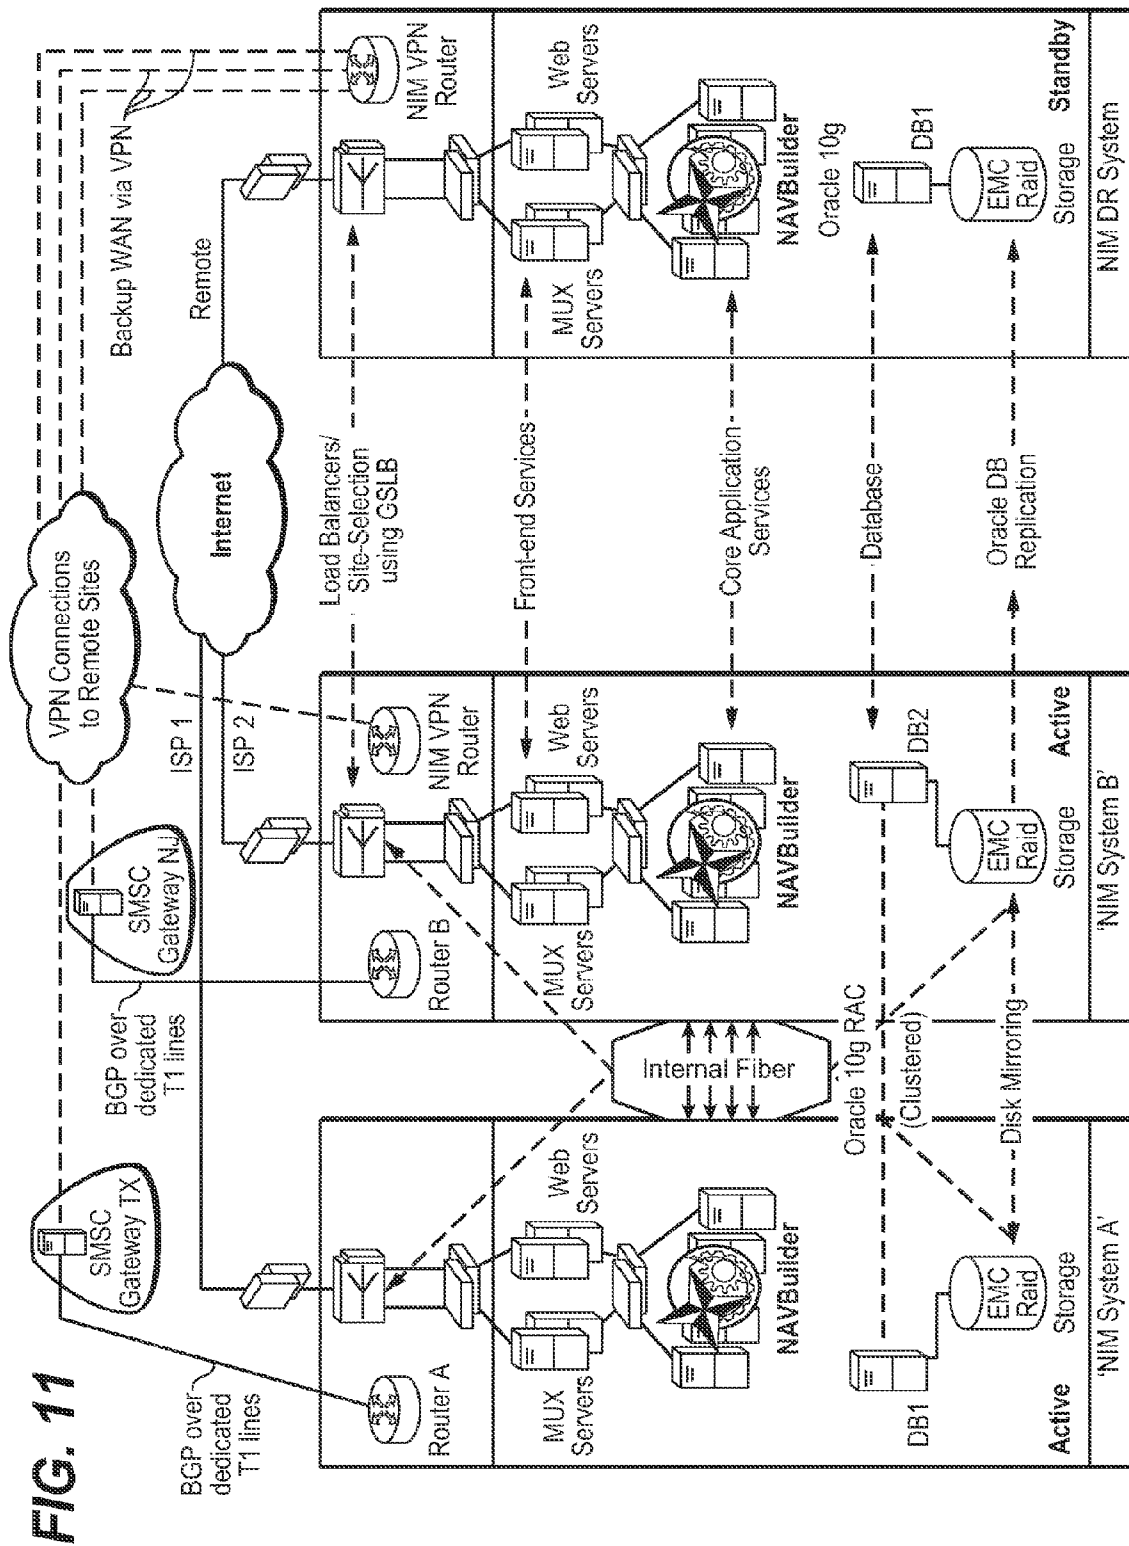 FIG. 11
SMSC
Gateway TX
SMSC
Gateway NJ
VPN Connections
to Remote Sites
Backup WAN via VPN
BGP over
dedicated
T1 lines
BGP over
dedicated
T1 lines
ISP 1
ISP 2
Internet
Remote
Router A
MUX
Servers
Web
Servers
NAVBuilder
DB1
EMC
Raid
Storage
Active
'NIM System A'
Internal Fiber
Oracle 10g RAC
(Clustered)
Disk Mirroring
Router B
NIM VPN
Router
MUX
Servers
Web
Servers
NAVBuilder
DB2
EMC
Raid
Storage
Active
'NIM System B'
Load Balancers/
Site-Selection
using GSLB
Front-end Services
Core Application
Services
Database
Oracle DB
Replication
NIM VPN
Router
MUX
Servers
Web
Servers
NAVBuilder
Oracle 10g
DB1
EMC
Raid
Storage
Standby
NIM DR System